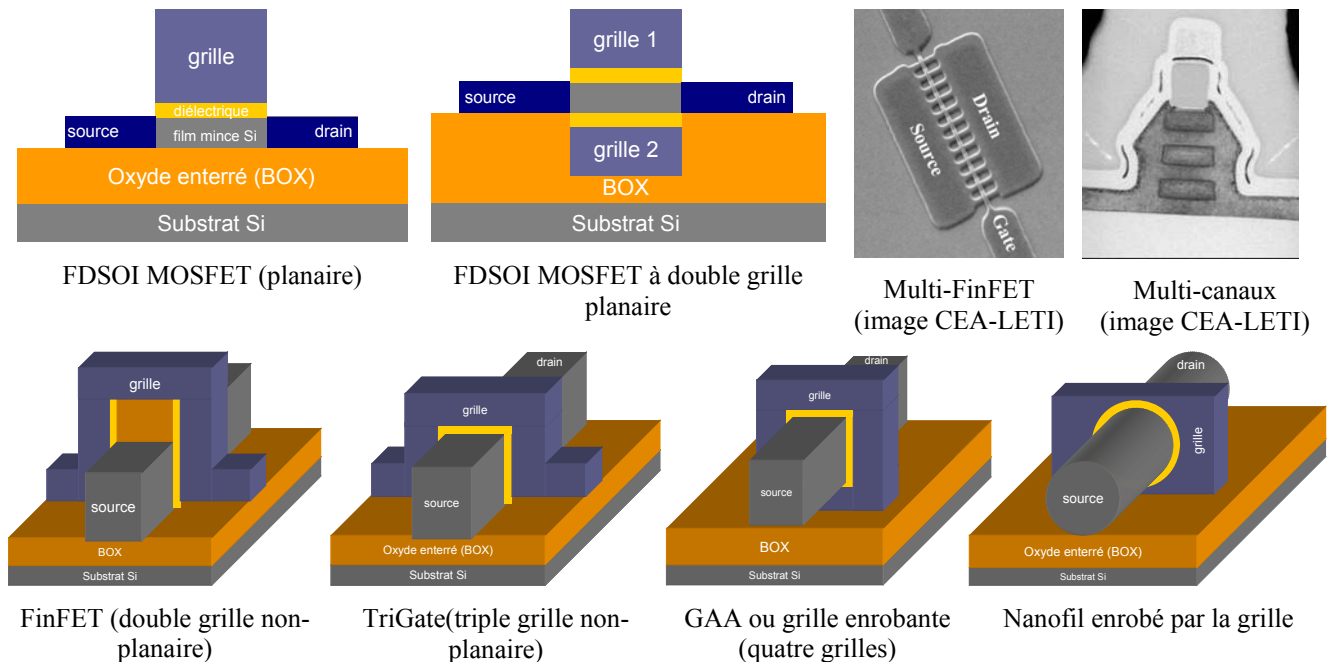 grille
diélectrique
source
film mince Si
drain
Oxyde enterré (BOX)
Substrat Si
FDSOI MOSFET (planaire)
grille 1
source
drain
grille 2
BOX
Substrat Si
FDSOI MOSFET à double grille
planaire
Source
Drain
Gate
Multi-FinFET
(image CEA-LETI)
Multi-canaux
(image CEA-LETI)
grille
source
BOX
Substrat Si
FinFET (double grille non-
planaire)
drain
grille
source
Oxyde enterré (BOX)
Substrat Si
TriGate(triple grille non-
planaire)
drain
grille
source
BOX
Substrat Si
GAA ou grille enrobante
(quatre grilles)
drain
grille
source
Oxyde enterré (BOX)
Substrat Si
Nanofil enrobé par la grille